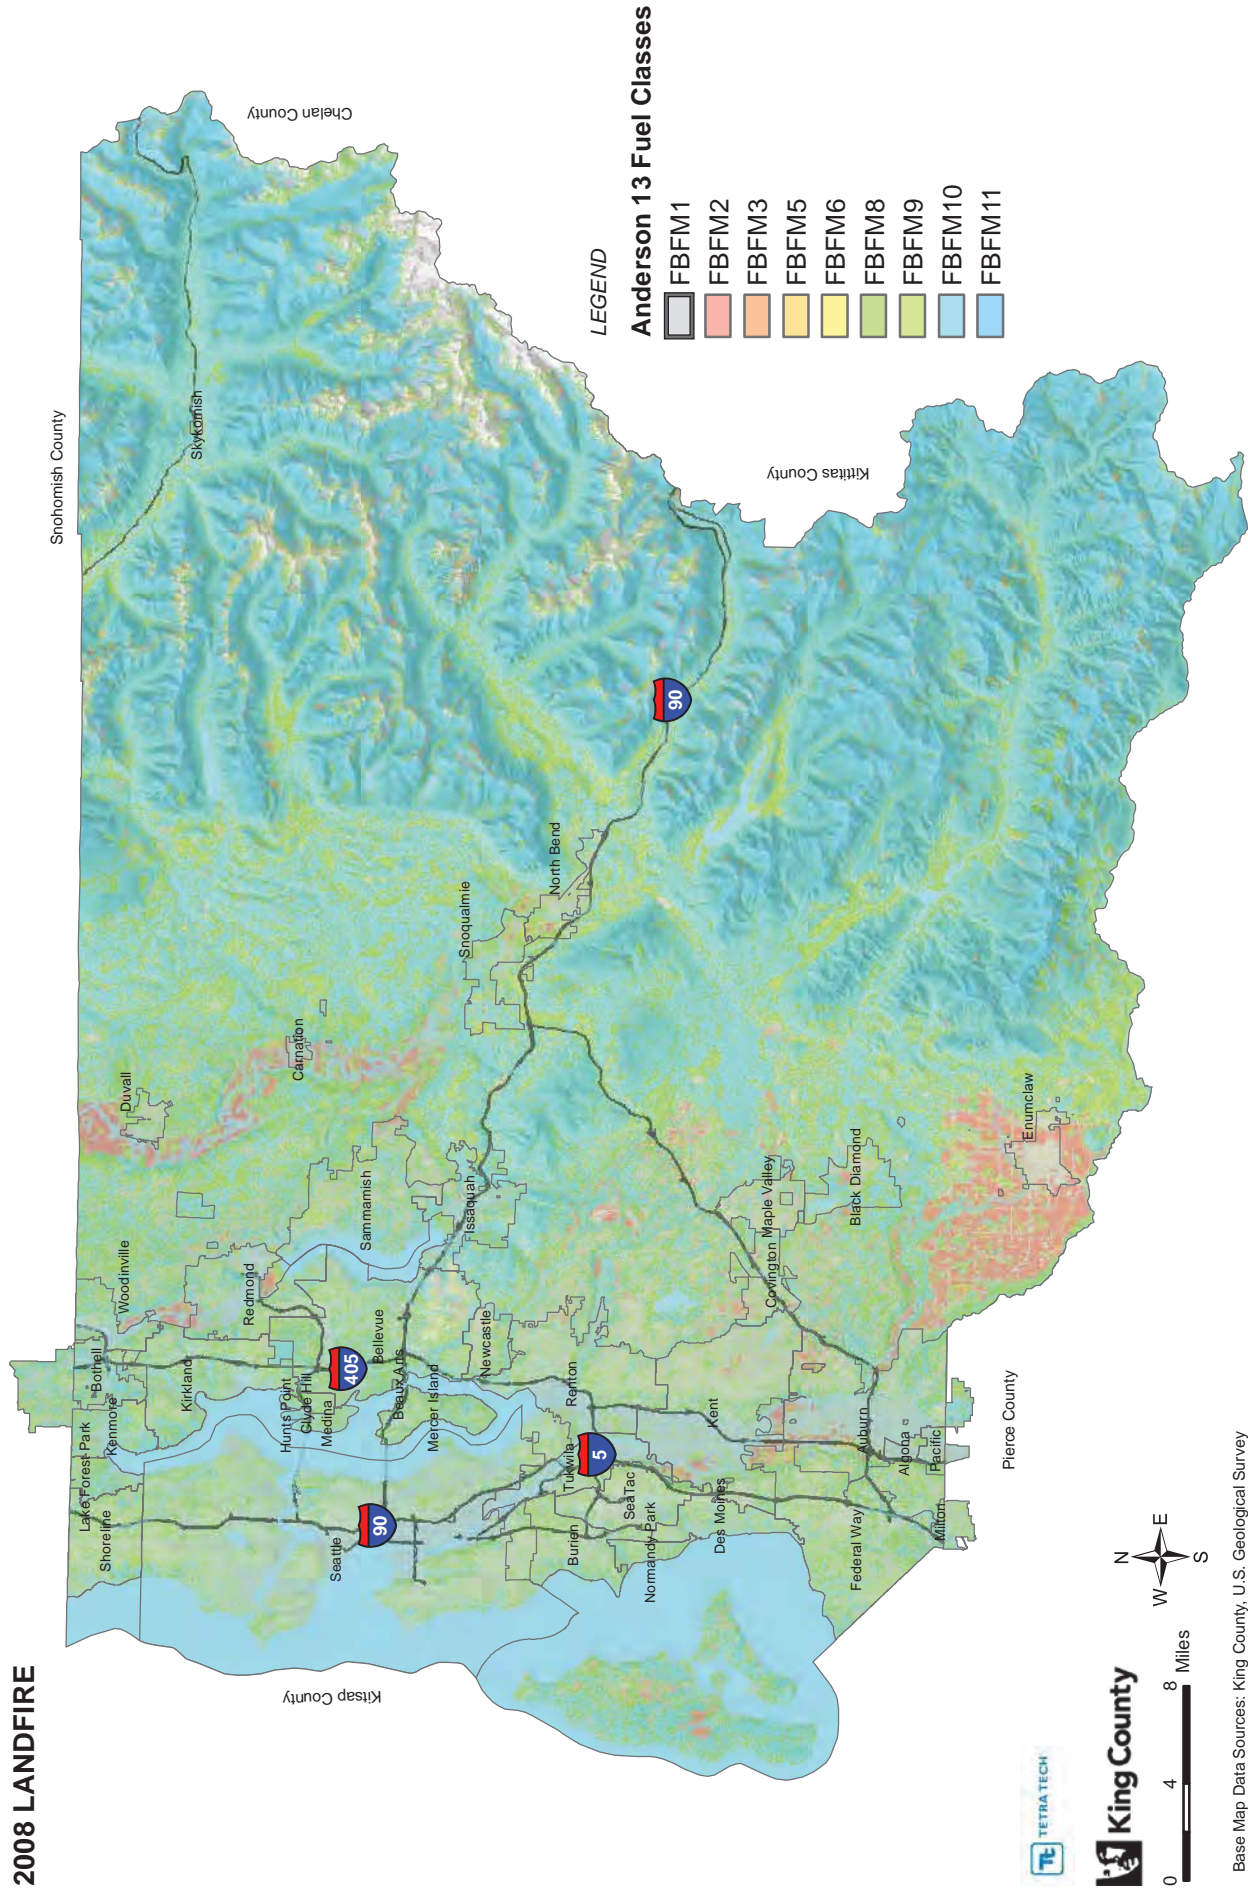 2008 LANDFIRE
Snohomish County
Chelan County
Kittitas County
Kitsap County
Pierce County
Skykomish
Duvall
Carnation
Snoqualmie
North Bend
Woodinville
Redmond
Sammamish
Issaquah
Bothell
Kenmore
Lake Forest Park
Shoreline
Kirkland
Hunts Point
Clyde Hill
Medina
Bellevue
Beaux Arts
Mercer Island
Newcastle
Seattle
Renton
Tukwila
Burien
SeaTac
Normandy Park
Des Moines
Kent
Covington
Maple Valley
Black Diamond
Enumclaw
Auburn
Algona
Pacific
Federal Way
Milton
405
90
90
5
LEGEND
Anderson 13 Fuel Classes
FBFM1
FBFM2
FBFM3
FBFM5
FBFM6
FBFM8
FBFM9
FBFM10
FBFM11
Tt TETRA TECH
King County
0 4 8
Miles
N
W E
S
Base Map Data Sources: King County, U.S. Geological Survey